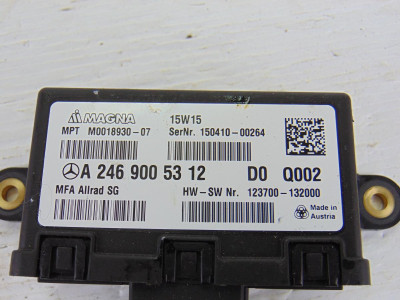 MAGNA 15W15
MPT M0018930-07 SerNr. 150410-00264
A 246 900 53 12 D0 Q002
MFA Allrad SG HW-SW Nr. 123700-132000
Made in
Austria